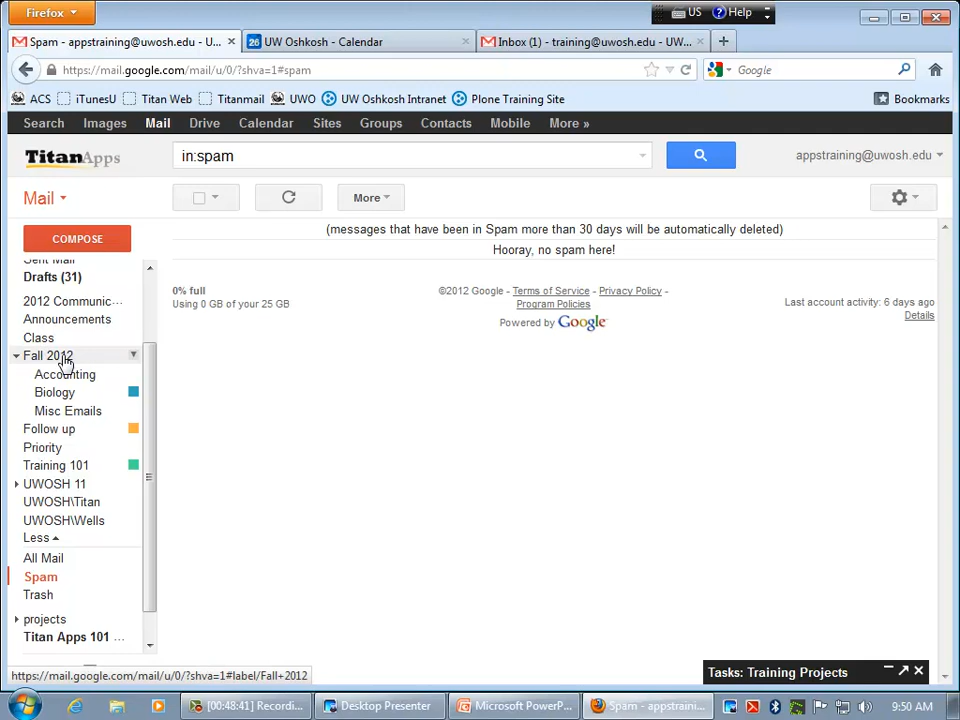 Firefox
US Help
Spam - appstraining@uwosh.edu - U...
26 UW Oshkosh - Calendar
Inbox (1) - training@uwosh.edu - UW...
https://mail.google.com/mail/u/0/?shva=1#spam
Google
ACS iTunesU Titan Web Titanmail UWO UW Oshkosh Intranet Plone Training Site Bookmarks
Search Images Mail Drive Calendar Sites Groups Contacts Mobile More »
TitanApps
in:spam
appstraining@uwosh.edu
Mail
More
COMPOSE
(messages that have been in Spam more than 30 days will be automatically deleted)
Hooray, no spam here!
Sent Mail
Drafts (31)
2012 Communic...
Announcements
Class
Fall 2012
Accounting
Biology
Misc Emails
Follow up
Priority
Training 101
UWOSH 11
UWOSH\Titan
UWOSH\Wells
Less
All Mail
Spam
Trash
projects
Titan Apps 101 ...
0% full
Using 0 GB of your 25 GB
©2012 Google - Terms of Service - Privacy Policy -
Program Policies
Powered by Google
Last account activity: 6 days ago
Details
https://mail.google.com/mail/u/0/?shva=1#label/Fall+2012
Tasks: Training Projects
[00:48:41] Recordi...
Desktop Presenter
Microsoft PowerP...
Spam - appstraini...
9:50 AM